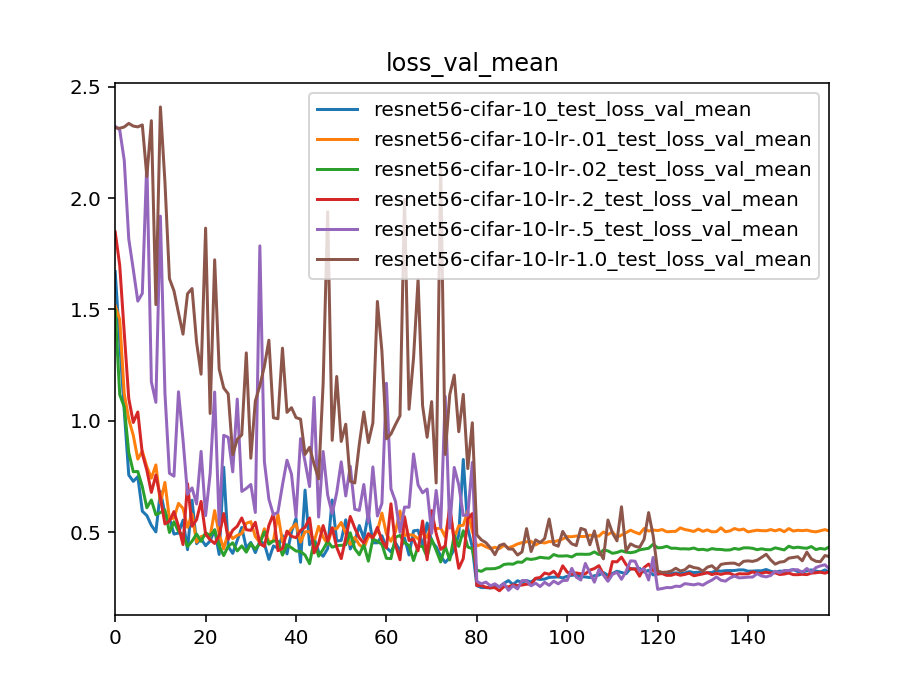 loss_val_mean
2.5
2.0
1.5
1.0
0.5
resnet56-cifar-10_test_loss_val_mean
resnet56-cifar-10-lr-.01_test_loss_val_mean
resnet56-cifar-10-lr-.02_test_loss_val_mean
resnet56-cifar-10-lr-.2_test_loss_val_mean
resnet56-cifar-10-lr-.5_test_loss_val_mean
resnet56-cifar-10-lr-1.0_test_loss_val_mean
0 20 40 60 80 100 120 140